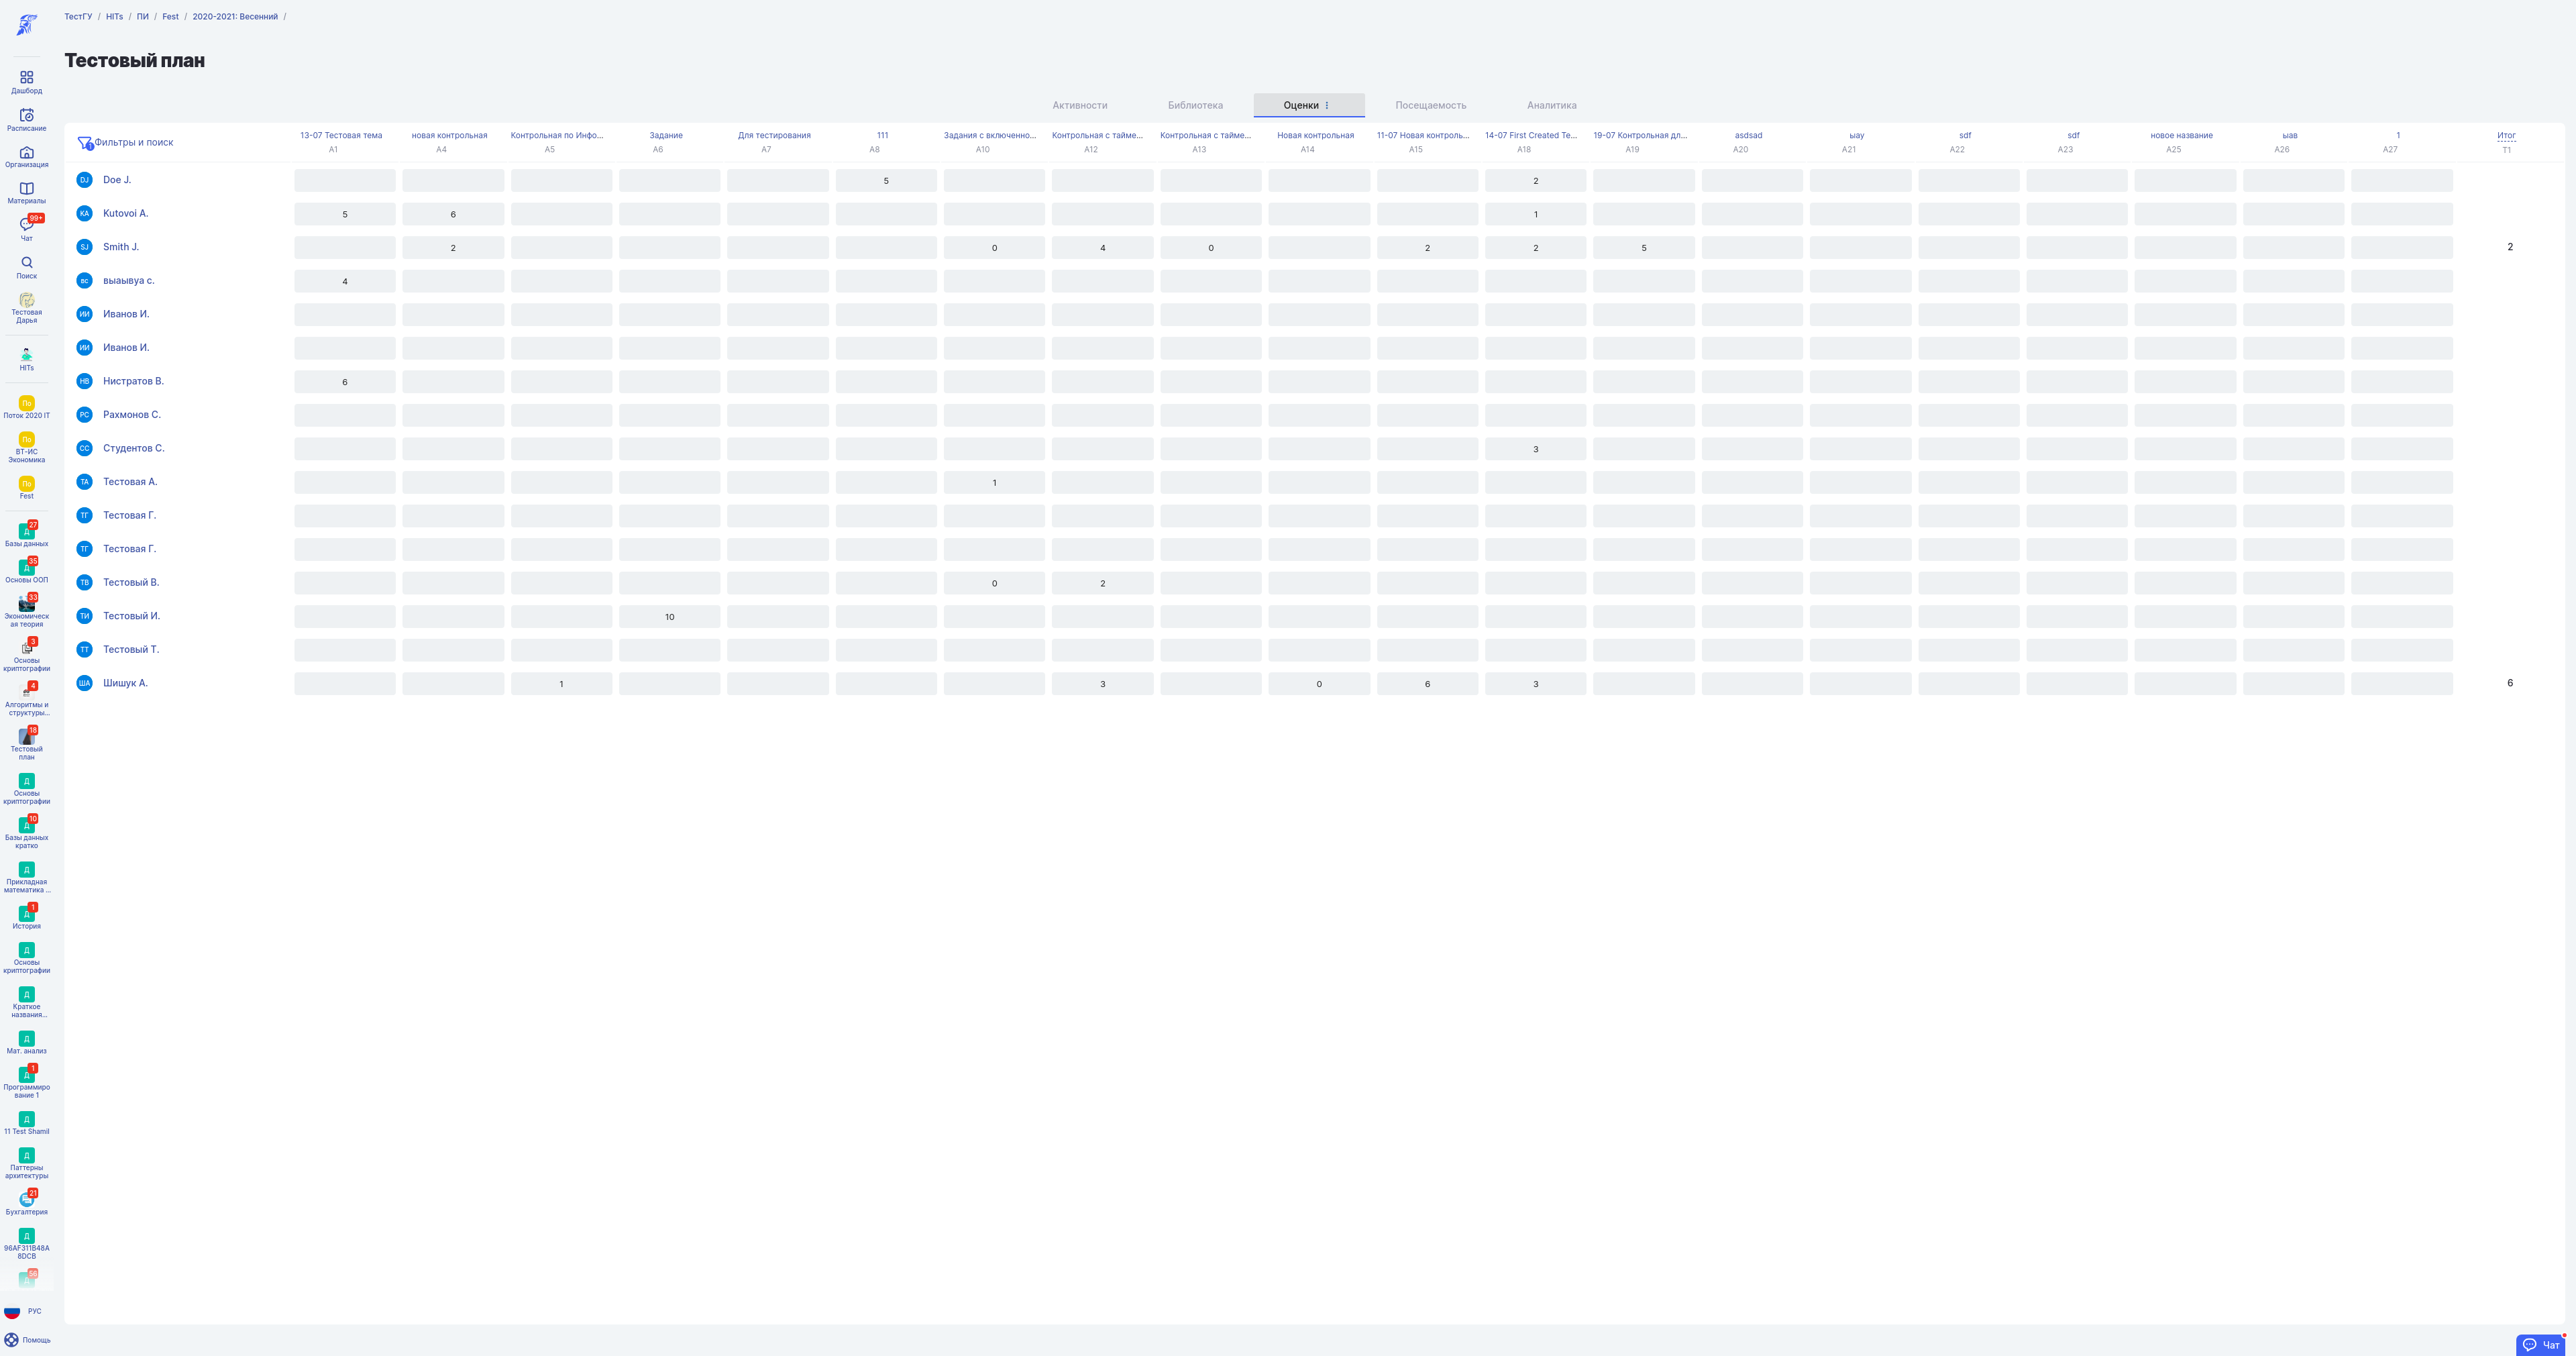 ТестГУ / HITs / ПИ / Fest / 2020-2021: Весенний /
Тестовый план
Активности Библиотека Оценки Посещаемость Аналитика
Дашборд
Расписание
Организация
Материалы
99+
Чат
Поиск
Тестовая
Дарья
HITs
По
Поток 2020 IT
По
ВТ-ИС
Экономика
По
Fest
27
Д
Базы данных
35
Д
Основы ООП
33
Экономическ
ая теория
3
Основы
криптографии
4
Алгоритмы и
структуры...
18
Тестовый
план
Д
Основы
криптографии
10
Д
Базы данных
кратко
Д
Прикладная
математика ...
1
Д
История
Д
Основы
криптографии
Д
Краткое
названия...
Д
Мат. анализ
1
Д
Программиро
вание 1
Д
11 Test Shamil
Д
Паттерны
архитектуры
21
Бухгалтерия
Д
96AF311B48A
8DCB
56
Д
РУС
Помощь
1 Фильтры и поиск
13-07 Тестовая тема новая контрольная Контрольная по Инфо... Задание Для тестирования 111 Задания с включенно... Контрольная с тайме... Контрольная с тайме... Новая контрольная 11-07 Новая контроль... 14-07 First Created Te... 19-07 Контрольная дл... asdsad ыау sdf sdf новое название ыав 1 Итог
A1 A4 A5 A6 A7 A8 A10 A12 A13 A14 A15 A18 A19 A20 A21 A22 A23 A25 A26 A27 T1
DJ Doe J. 5 2
KA Kutovoi A. 5 6 1
SJ Smith J. 2 0 4 0 2 2 5 2
вс выаывуа с. 4
ИИ Иванов И.
ИИ Иванов И.
НВ Нистратов В. 6
РС Рахмонов С.
СС Студентов С. 3
ТА Тестовая А. 1
ТГ Тестовая Г.
ТГ Тестовая Г.
ТВ Тестовый В. 0 2
ТИ Тестовый И. 10
ТТ Тестовый Т.
ША Шишук А. 1 3 0 6 3 6
Чат